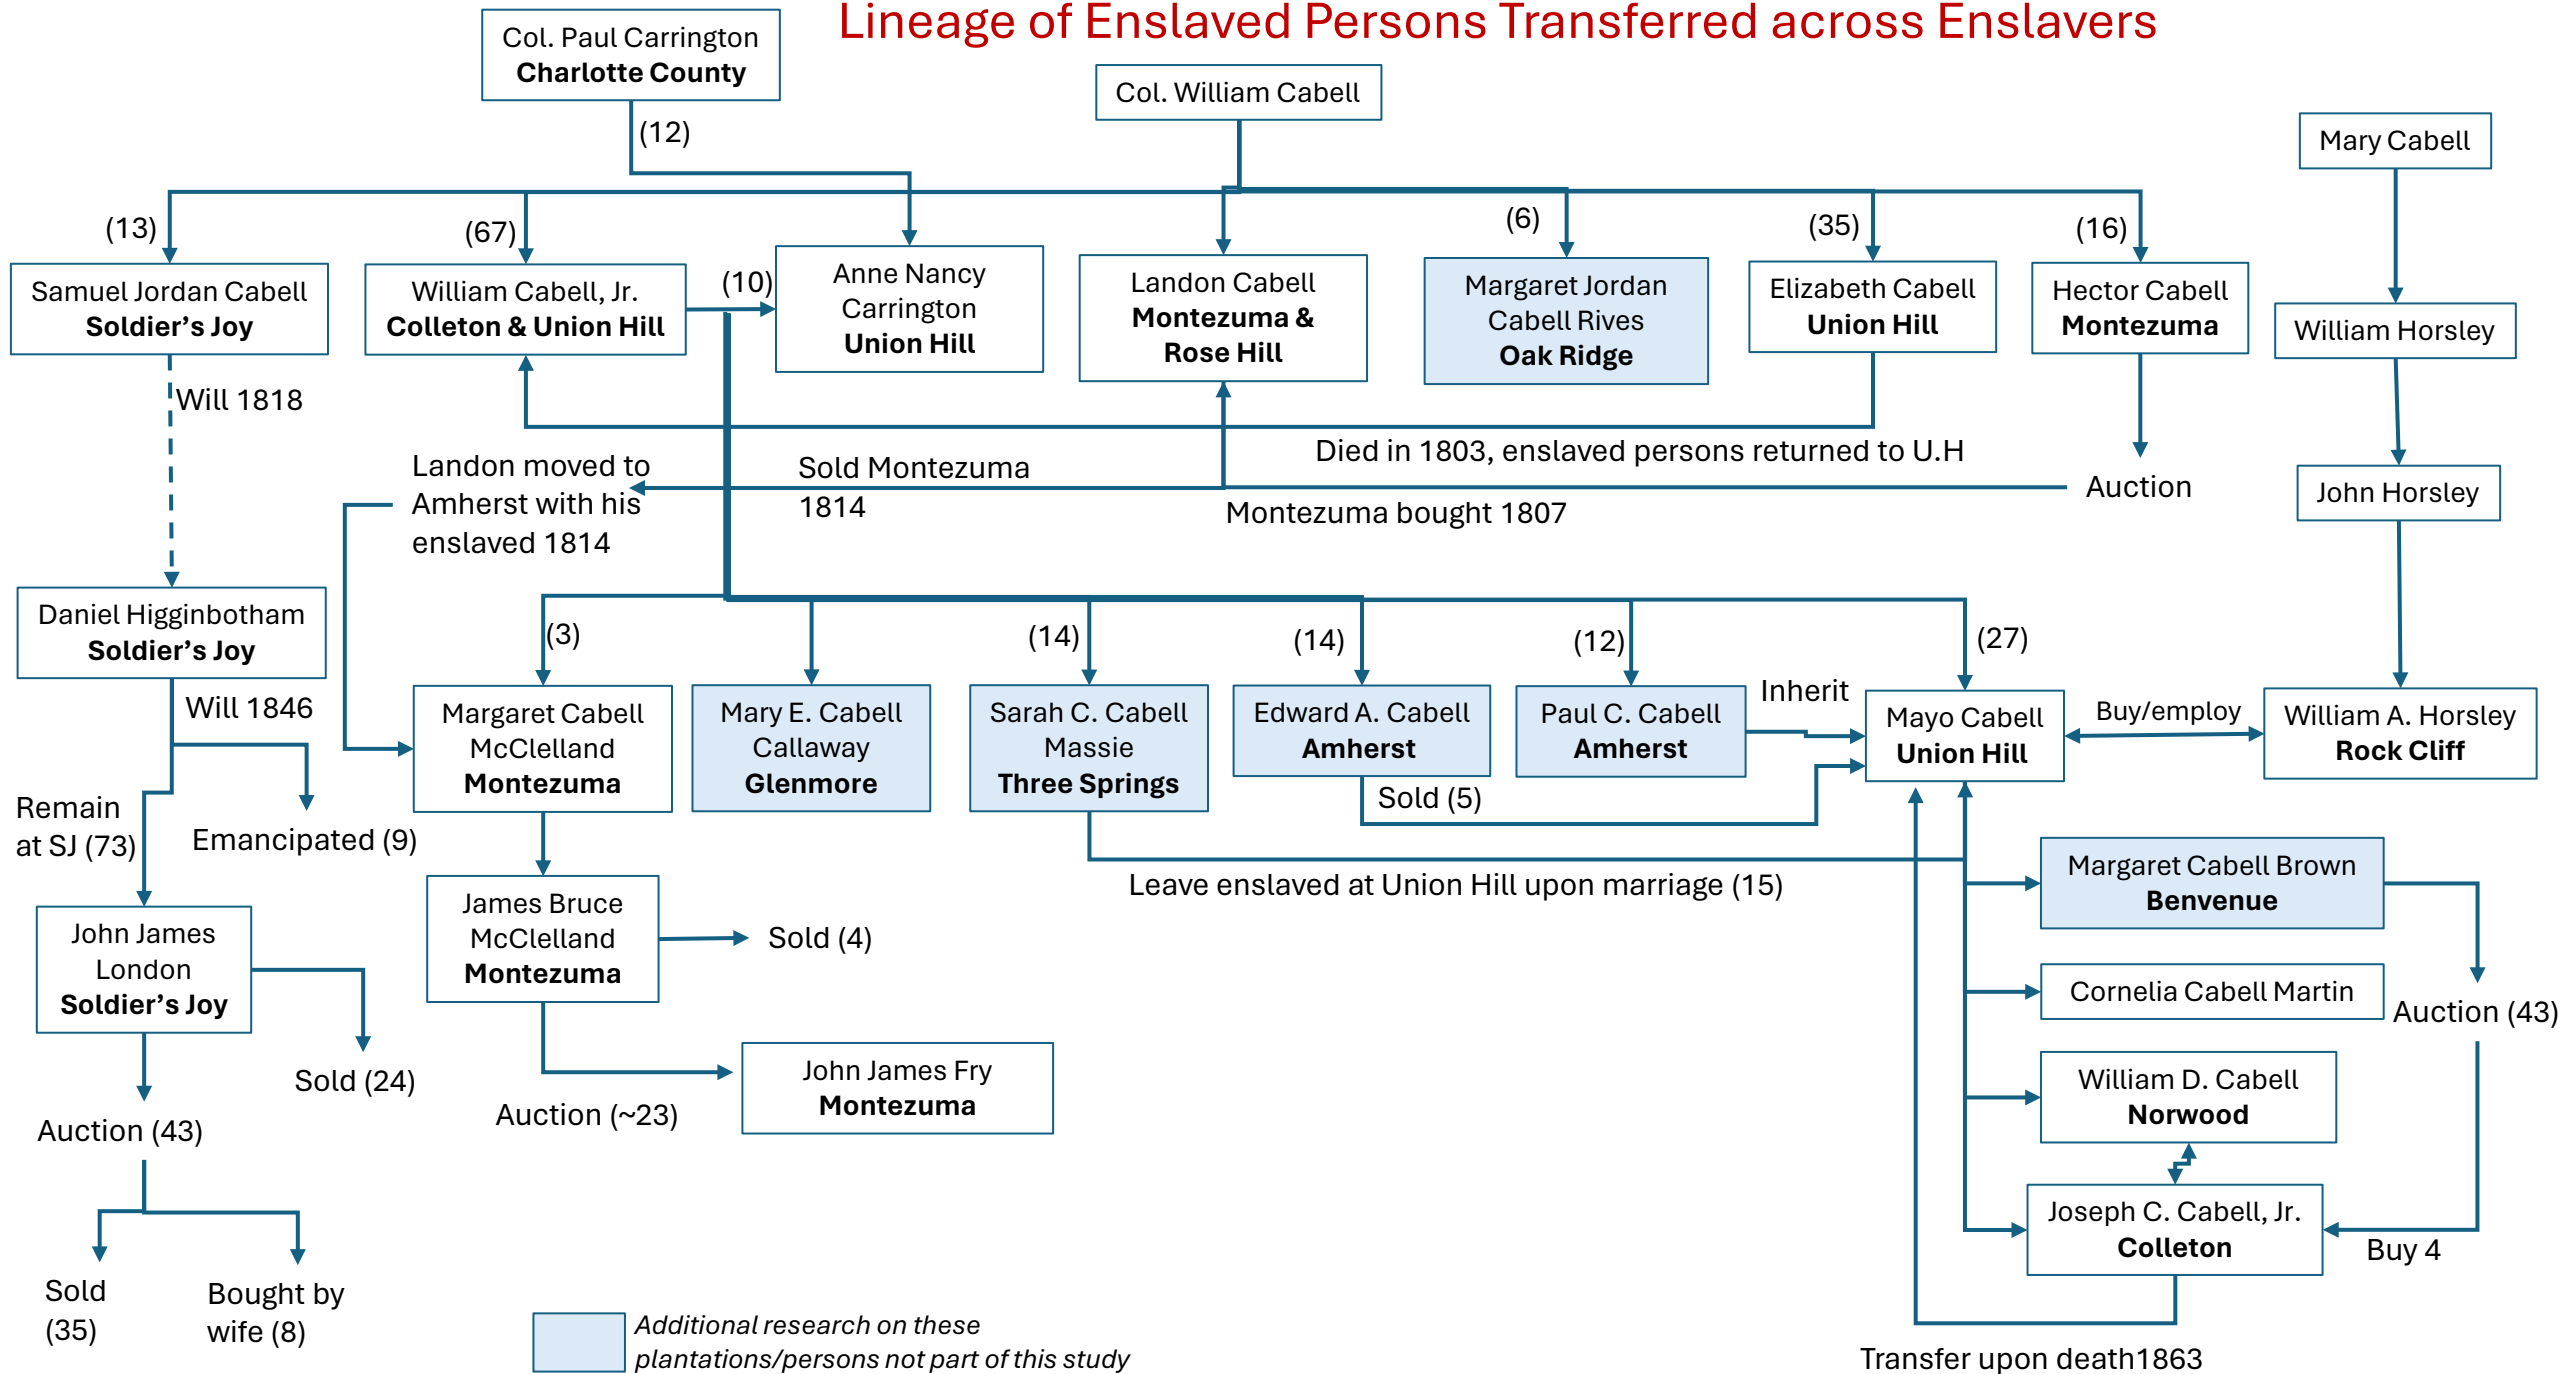 Lineage of Enslaved Persons Transferred across Enslavers
Col. Paul Carrington
Charlotte County
Col. William Cabell
Mary Cabell
(12)
(13)
(67)
(10)
(6)
(35)
(16)
Samuel Jordan Cabell
Soldier's Joy
William Cabell, Jr.
Colleton & Union Hill
Anne Nancy
Carrington
Union Hill
Landon Cabell
Montezuma &
Rose Hill
Margaret Jordan
Cabell Rives
Oak Ridge
Elizabeth Cabell
Union Hill
Hector Cabell
Montezuma
William Horsley
Will 1818
Died in 1803, enslaved persons returned to U.H
Landon moved to
Amherst with his
enslaved 1814
Sold Montezuma
1814
Montezuma bought 1807
Auction
John Horsley
Daniel Higginbotham
Soldier's Joy
(3)
(14)
(14)
(12)
(27)
Will 1846
Margaret Cabell
McClelland
Montezuma
Mary E. Cabell
Callaway
Glenmore
Sarah C. Cabell
Massie
Three Springs
Edward A. Cabell
Amherst
Paul C. Cabell
Amherst
Inherit
Mayo Cabell
Union Hill
Buy/employ
William A. Horsley
Rock Cliff
Remain
at SJ (73)
Emancipated (9)
Sold (5)
Leave enslaved at Union Hill upon marriage (15)
Margaret Cabell Brown
Benvenue
John James
London
Soldier's Joy
James Bruce
McClelland
Montezuma
Sold (4)
Cornelia Cabell Martin
Auction (43)
Sold (24)
John James Fry
Montezuma
Auction (~23)
William D. Cabell
Norwood
Auction (43)
Joseph C. Cabell, Jr.
Colleton
Buy 4
Sold
(35)
Bought by
wife (8)
Additional research on these
plantations/persons not part of this study
Transfer upon death1863